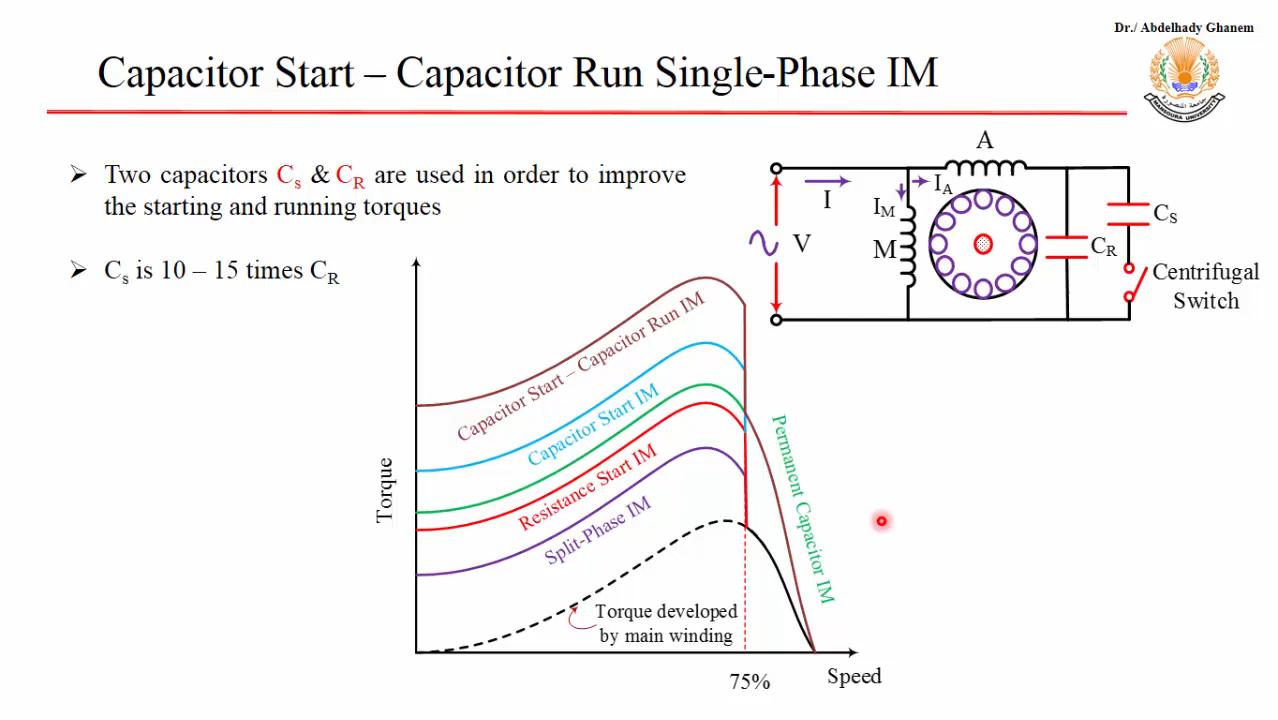 Dr./ Abdelhady Ghanem
Capacitor Start – Capacitor Run Single-Phase IM
MANSOURA UNIVERSITY
➢ Two capacitors Cs & CR are used in order to improve
the starting and running torques
➢ Cs is 10 – 15 times CR
A
I
IA
IM
V
M
CR
CS
Centrifugal
Switch
Torque
Capacitor Start – Capacitor Run IM
Capacitor Start IM
Resistance Start IM
Split-Phase IM
Permanent Capacitor IM
Torque developed
by main winding
75%
Speed